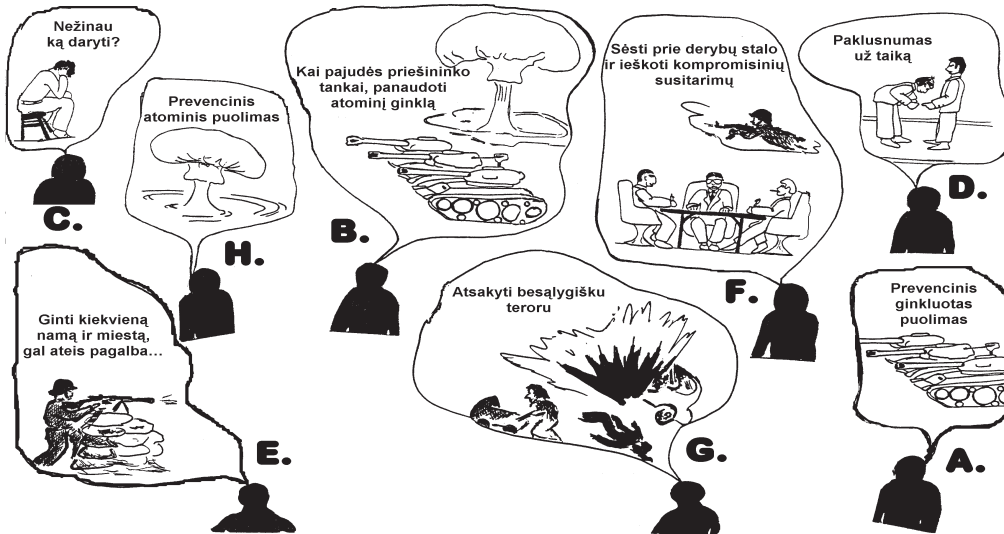 Nežinau
ką daryti?
C.
Prevencinis
atominis puolimas
H.
Kai pajudės priešininko
tankai, panaudoti
atominį ginklą
B.
Sėsti prie derybų stalo
ir ieškoti kompromisinių
susitarimų
F.
Paklusnumas
už taiką
D.
Ginti kiekvieną
namą ir miestą,
gal ateis pagalba...
E.
Atsakyti besąlygišku
teroru
G.
Prevencinis
ginkluotas
puolimas
A.